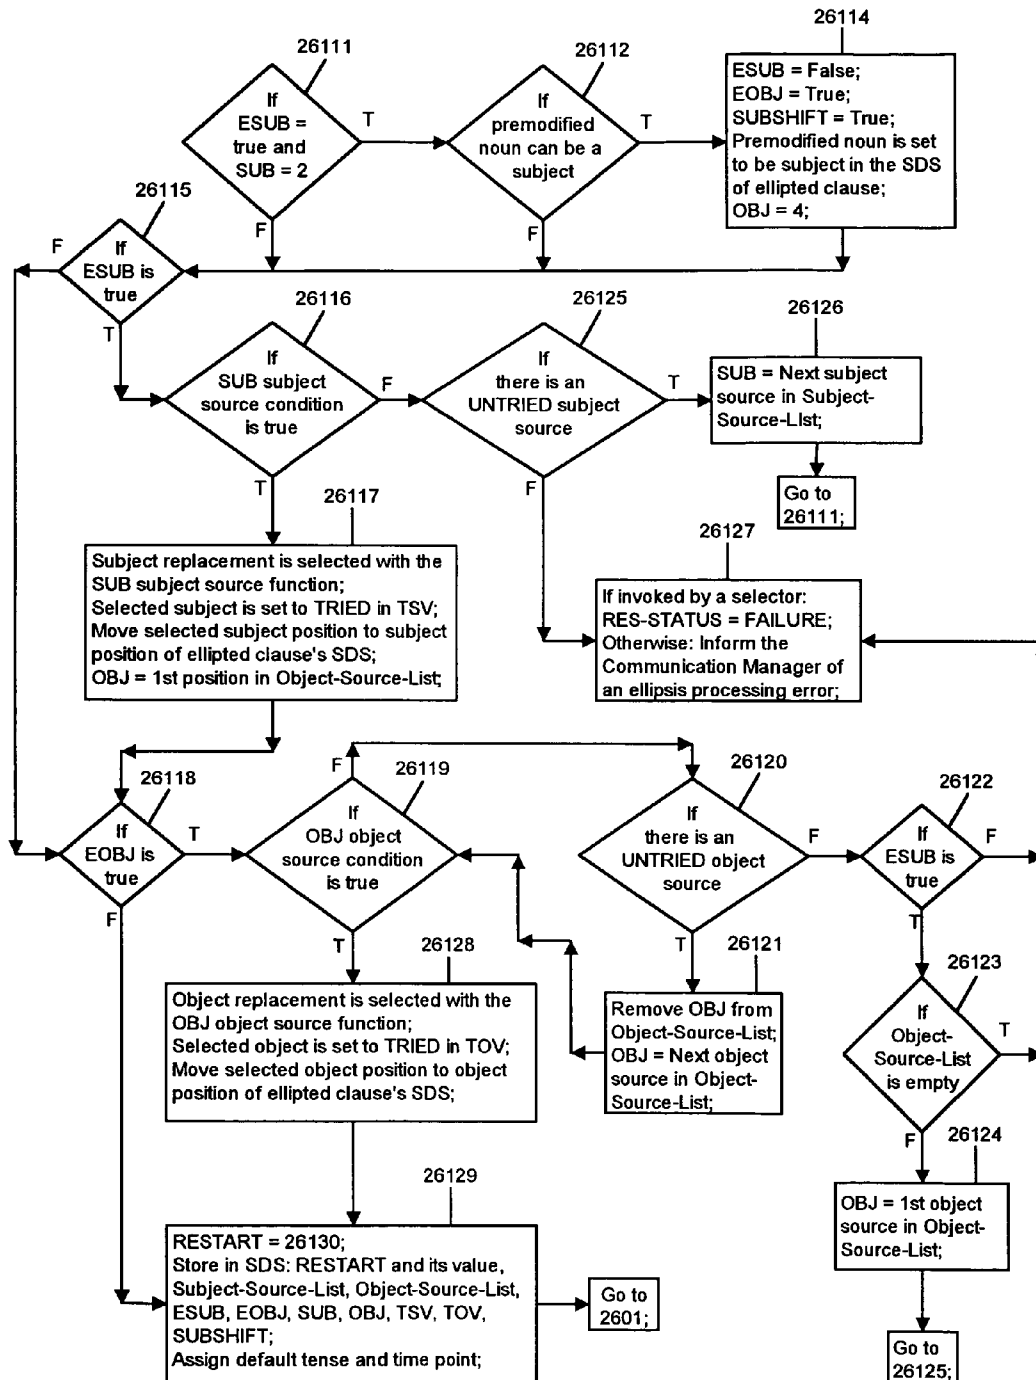 26111
26112
26114
If
ESUB =
true and
SUB = 2
T
If
premodified
noun can be a
subject
T
ESUB = False;
EOBJ = True;
SUBSHIFT = True;
Premodified noun is set
to be subject in the SDS
of ellipted clause;
OBJ = 4;
F
F
26115
F
If
ESUB is
true
T
26116
If
SUB subject
source condition
is true
F
T
26125
If
there is an
UNTRIED subject
source
T
F
26126
SUB = Next subject
source in Subject-
Source-LIst;
Go to
26111;
26117
Subject replacement is selected with the
SUB subject source function;
Selected subject is set to TRIED in TSV;
Move selected subject position to subject
position of ellipted clause's SDS;
OBJ = 1st position in Object-Source-List;
26127
If invoked by a selector:
RES-STATUS = FAILURE;
Otherwise: Inform the
Communication Manager of
an ellipsis processing error;
26118
If
EOBJ is
true
T
F
26119
F
If
OBJ object
source condition
is true
T
26120
If
there is an
UNTRIED object
source
F
T
26122
If
ESUB is
true
F
T
26128
Object replacement is selected with the
OBJ object source function;
Selected object is set to TRIED in TOV;
Move selected object position to object
position of ellipted clause's SDS;
26121
Remove OBJ from
Object-Source-List;
OBJ = Next object
source in Object-
Source-List;
26123
If
Object-
Source-List
is empty
T
F
26124
OBJ = 1st object
source in Object-
Source-List;
Go to
26125;
26129
RESTART = 26130;
Store in SDS: RESTART and its value,
Subject-Source-List, Object-Source-List,
ESUB, EOBJ, SUB, OBJ, TSV, TOV,
SUBSHIFT;
Assign default tense and time point;
Go to
2601;